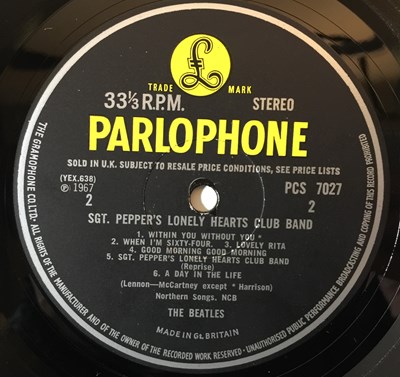 £
TRADE MARK
33⅓ R.P.M. STEREO
PARLOPHONE
SOLD IN U.K. SUBJECT TO RESALE PRICE CONDITIONS, SEE PRICE LISTS
(YEX.638) PCS 7027
℗ 1967
2 2
SGT. PEPPER'S LONELY HEARTS CLUB BAND
1. WITHIN YOU WITHOUT YOU *
2. WHEN I'M SIXTY-FOUR. 3. LOVELY RITA
4. GOOD MORNING GOOD MORNING
5. SGT. PEPPER'S LONELY HEARTS CLUB BAND
(Reprise)
6. A DAY IN THE LIFE
(Lennon—McCartney except * Harrison)
Northern Songs, NCB
THE BEATLES
MADE IN GT. BRITAIN
THE GRAMOPHONE CO. LTD. ALL RIGHTS OF THE MANUFACTURER AND OF THE OWNER OF THE RECORDED WORK RESERVED. UNAUTHORISED PUBLIC PERFORMANCE BROADCASTING AND COPYING OF THIS RECORD PROHIBITED